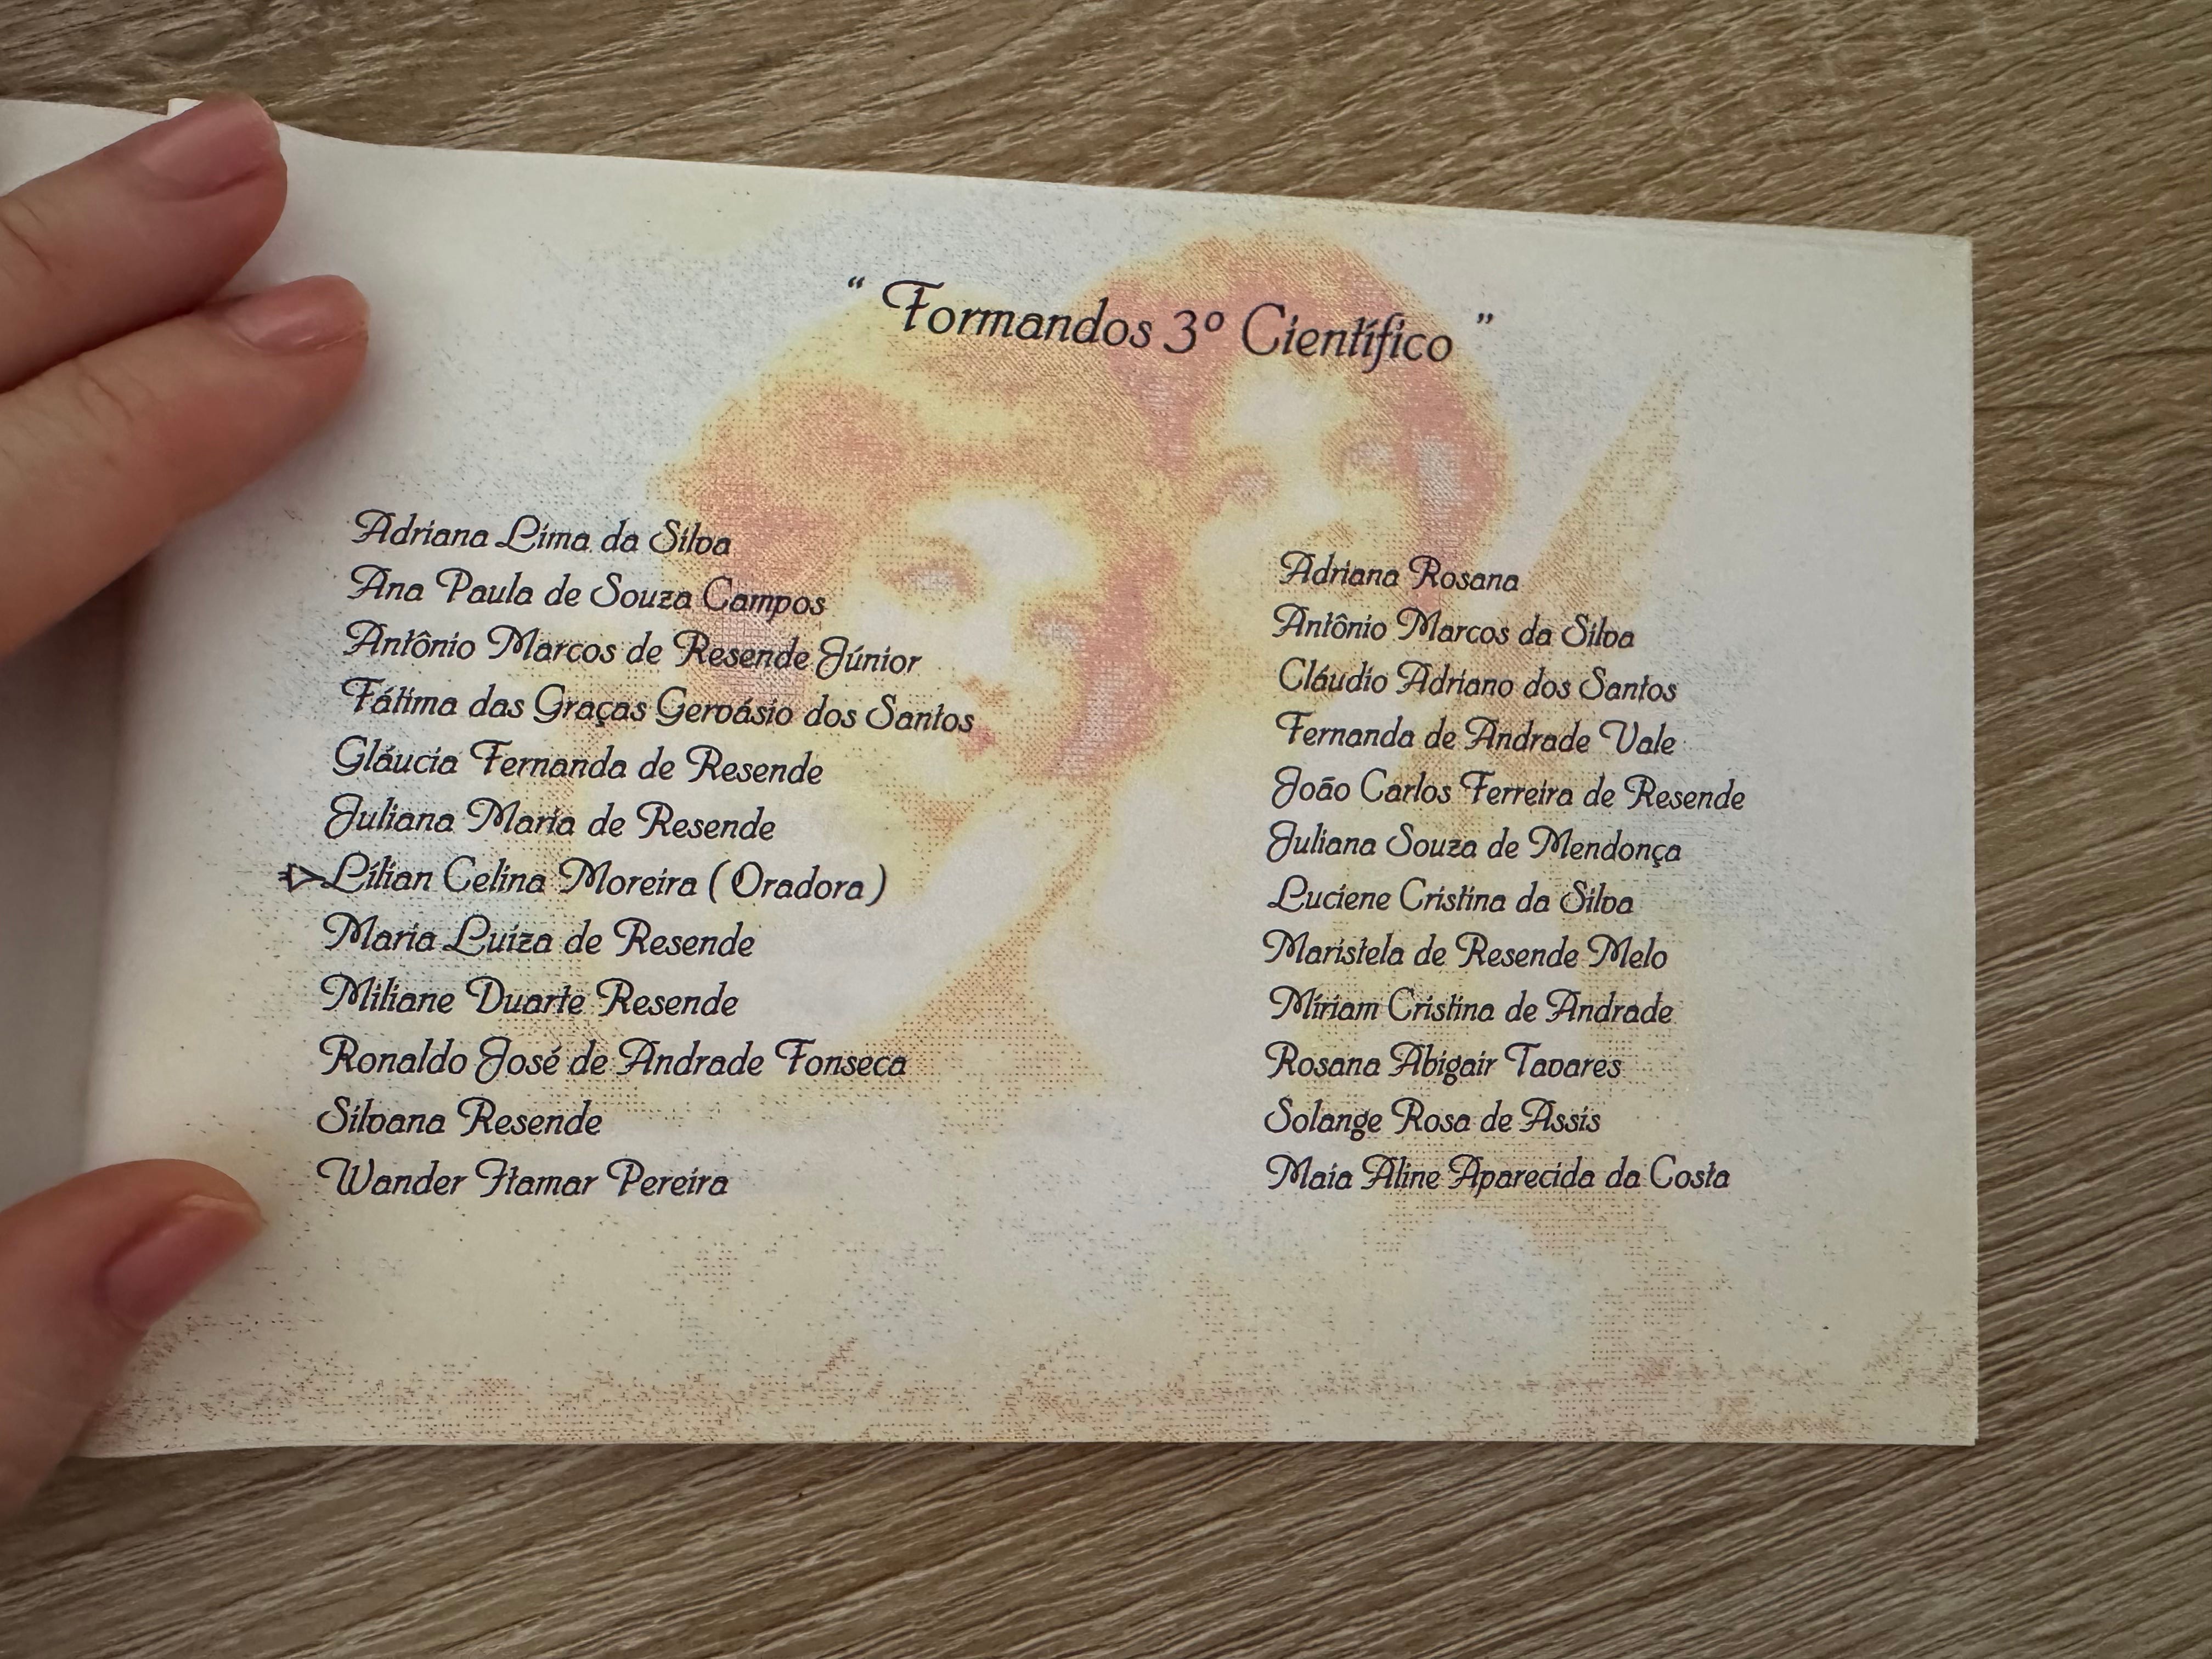 “ Formandos 3º Científico ”
Adriana Lima da Silva
Ana Paula de Souza Campos
Antônio Marcos de Resende Júnior
Fátima das Graças Gervásio dos Santos
Gláucia Fernanda de Resende
Juliana Maria de Resende
Lílian Celina Moreira ( Oradora )
Maria Luiza de Resende
Miliane Duarte Resende
Ronaldo José de Andrade Fonseca
Silvana Resende
Wander Itamar Pereira
Adriana Rosana
Antônio Marcos da Silva
Cláudio Adriano dos Santos
Fernanda de Andrade Vale
João Carlos Ferreira de Resende
Juliana Souza de Mendonça
Luciene Cristina da Silva
Maristela de Resende Melo
Míriam Cristina de Andrade
Rosana Abigair Tavares
Solange Rosa de Assis
Maia Aline Aparecida da Costa